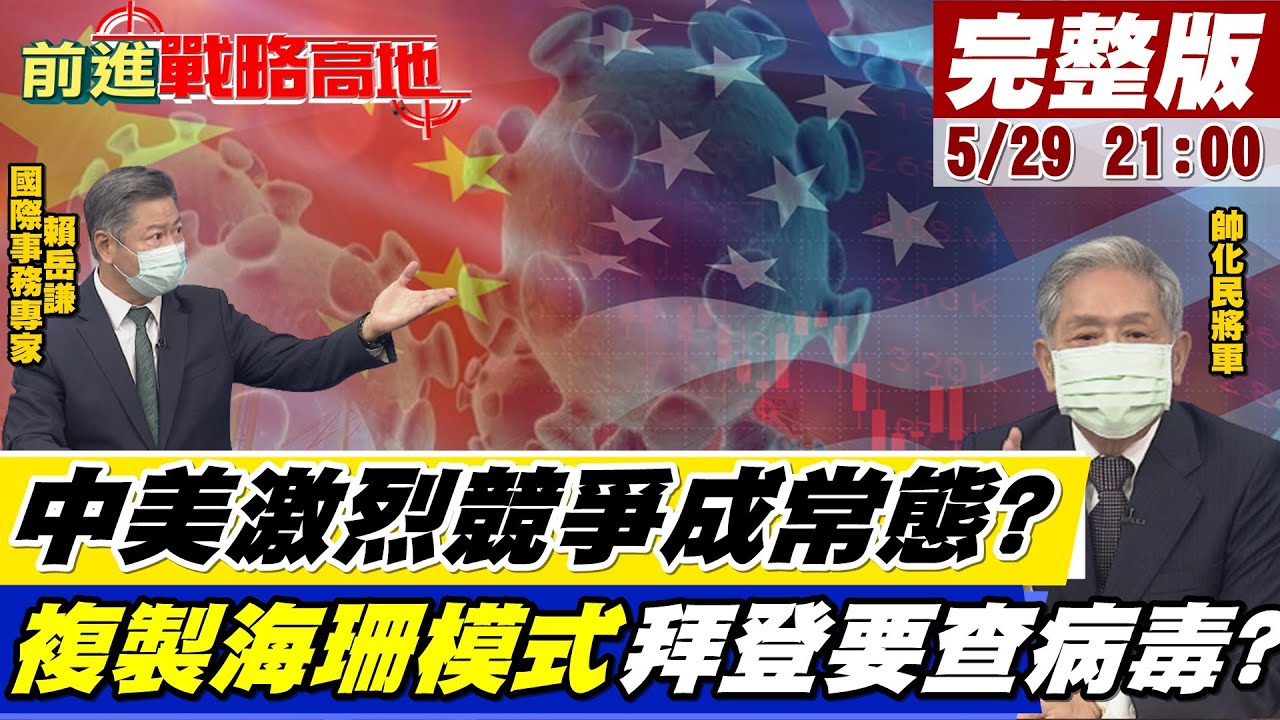 前進戰略高地
完整版
5/29 21:00
國際事務專家
賴岳謙
帥化民將軍
中美激烈競爭成常態?
複製海珊模式拜登要查病毒?